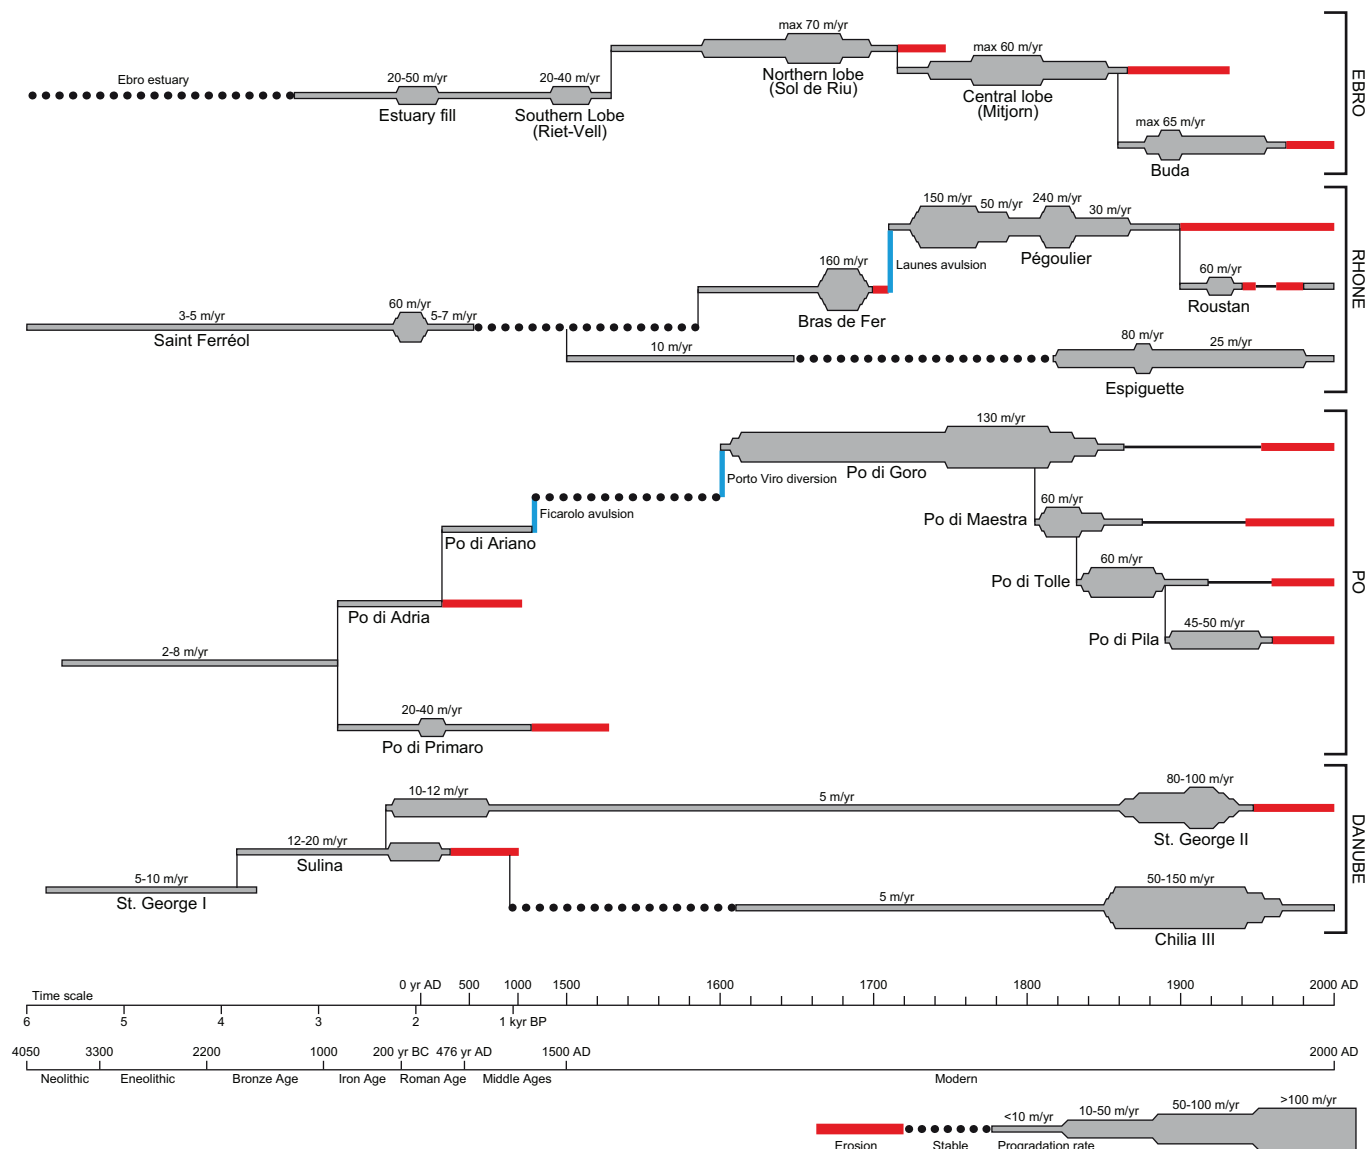 max 70 m/yr
max 60 m/yr
Ebro estuary
20-50 m/yr
20-40 m/yr
Northern lobe
(Sol de Riu)
Central lobe
(Mitjorn)
Estuary fill
Southern Lobe
(Riet-Vell)
max 65 m/yr
Buda
EBRO
150 m/yr
50 m/yr
240 m/yr
30 m/yr
Launes avulsion
Pégoulier
160 m/yr
60 m/yr
Bras de Fer
Roustan
3-5 m/yr
60 m/yr
5-7 m/yr
Saint Ferréol
10 m/yr
80 m/yr
25 m/yr
Espiguette
RHONE
130 m/yr
Po di Goro
Porto Viro diversion
Ficarolo avulsion
60 m/yr
Po di Maestra
Po di Ariano
60 m/yr
Po di Tolle
Po di Adria
45-50 m/yr
Po di Pila
2-8 m/yr
20-40 m/yr
Po di Primaro
PO
10-12 m/yr
5 m/yr
80-100 m/yr
St. George II
12-20 m/yr
Sulina
5-10 m/yr
St. George I
5 m/yr
50-150 m/yr
Chilia III
DANUBE
Time scale
0 yr AD 500 1000 1500 1600 1700 1800 1900 2000 AD
6 5 4 3 2 1 kyr BP
4050 3300 2200 1000 200 yr BC 476 yr AD 1500 AD 2000 AD
Neolithic Eneolithic Bronze Age Iron Age Roman Age Middle Ages Modern
<10 m/yr 10-50 m/yr 50-100 m/yr >100 m/yr
Erosion Stable Progradation rate